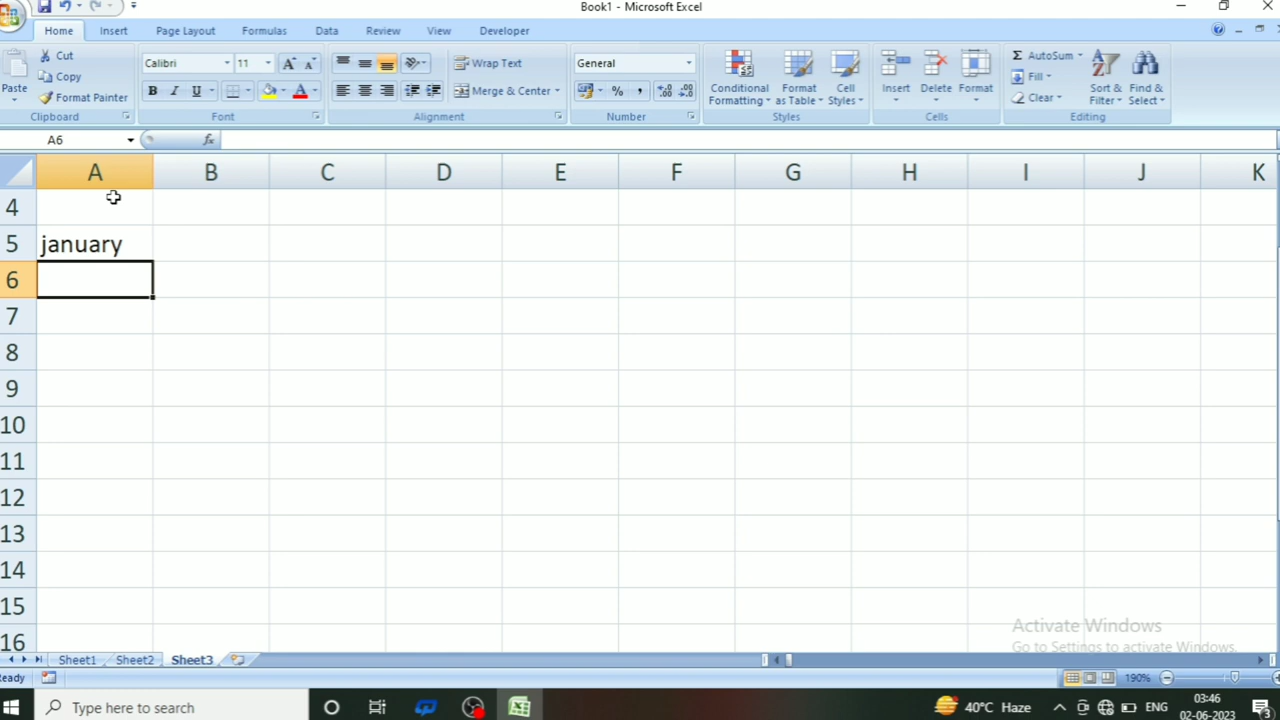 Book1 - Microsoft Excel
Home Insert Page Layout Formulas Data Review View Developer
Paste
Cut
Copy
Format Painter
Clipboard
Calibri 11
B I U
Font
Wrap Text
Merge & Center
Alignment
General
% ,
Number
Conditional Formatting
Format as Table
Cell Styles
Styles
Insert Delete Format
Cells
Σ AutoSum
Fill
Clear
Sort & Filter
Find & Select
Editing
A6 fx
A B C D E F G H I J K
4
5 january
6
7
8
9
10
11
12
13
14
15
16
Activate Windows
Go to Settings to activate Windows.
Sheet1 Sheet2 Sheet3
eady 190%
Type here to search 40°C Haze ENG 03:46
02-06-2023 3